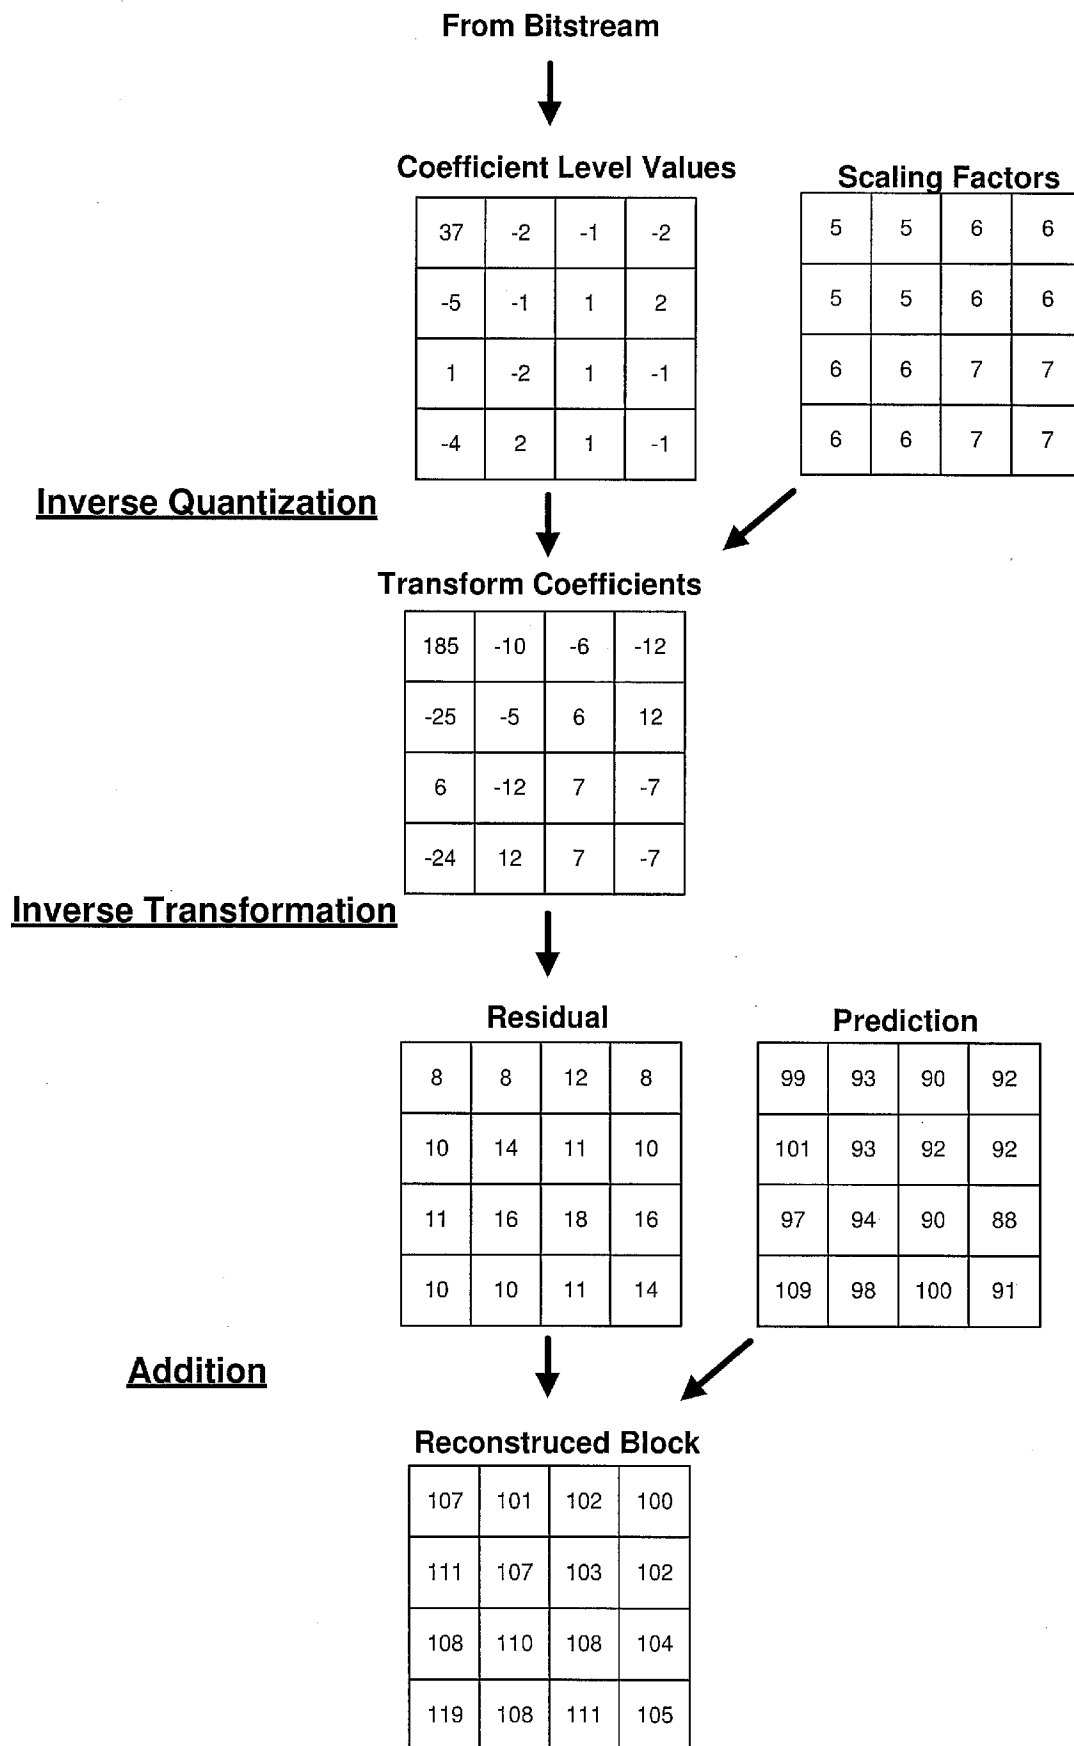 From Bitstream
Coefficient Level Values
Scaling Factors
37 -2 -1 -2
-5 -1 1 2
1 -2 1 -1
-4 2 1 -1
5 5 6 6
5 5 6 6
6 6 7 7
6 6 7 7
Inverse Quantization
Transform Coefficients
185 -10 -6 -12
-25 -5 6 12
6 -12 7 -7
-24 12 7 -7
Inverse Transformation
Residual
Prediction
8 8 12 8
10 14 11 10
11 16 18 16
10 10 11 14
99 93 90 92
101 93 92 92
97 94 90 88
109 98 100 91
Addition
Reconstruced Block
107 101 102 100
111 107 103 102
108 110 108 104
119 108 111 105